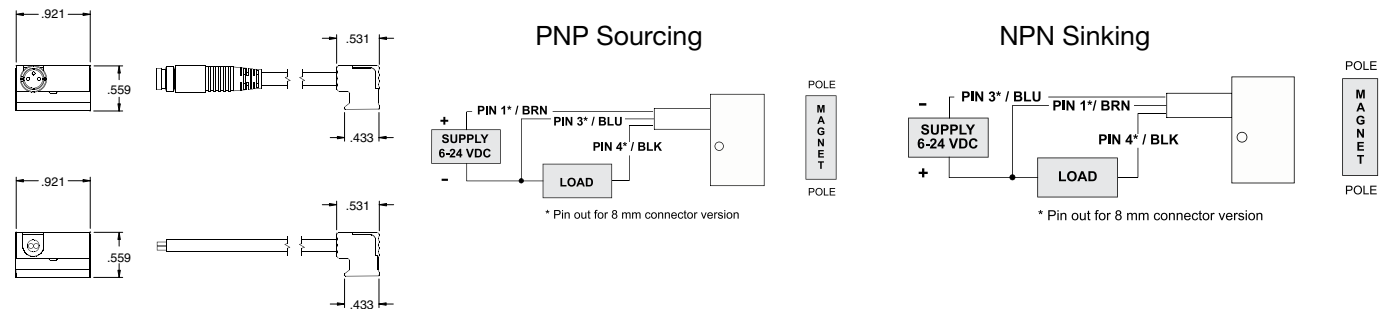 .921
.559
.531
.433
.921
.559
.531
.433
PNP Sourcing
PIN 1* / BRN
PIN 3* / BLU
+
SUPPLY
6-24 VDC
-
PIN 4* / BLK
LOAD
* Pin out for 8 mm connector version
POLE
MAGNET
POLE
NPN Sinking
PIN 3* / BLU
PIN 1*/ BRN
-
SUPPLY
6-24 VDC
+
PIN 4* / BLK
LOAD
* Pin out for 8 mm connector version
POLE
MAGNET
POLE